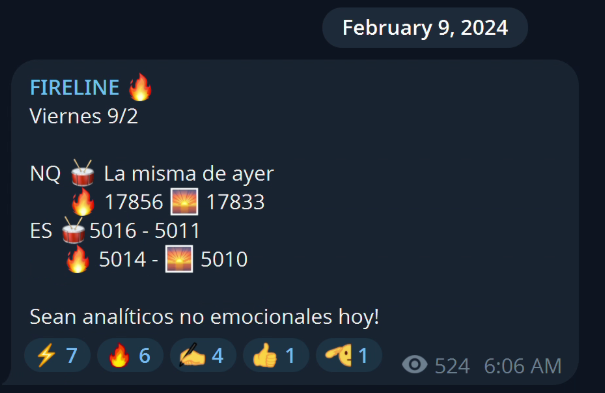 February 9, 2024
FIRELINE 🔥
Viernes 9/2
NQ 🥁 La misma de ayer
🔥 17856 🌅 17833
ES 🥁5016 - 5011
🔥 5014 - 🌅 5010
Sean analíticos no emocionales hoy!
⚡ 7 🔥 6 ✍ 4 👍 1 🫳 1 524 6:06 AM